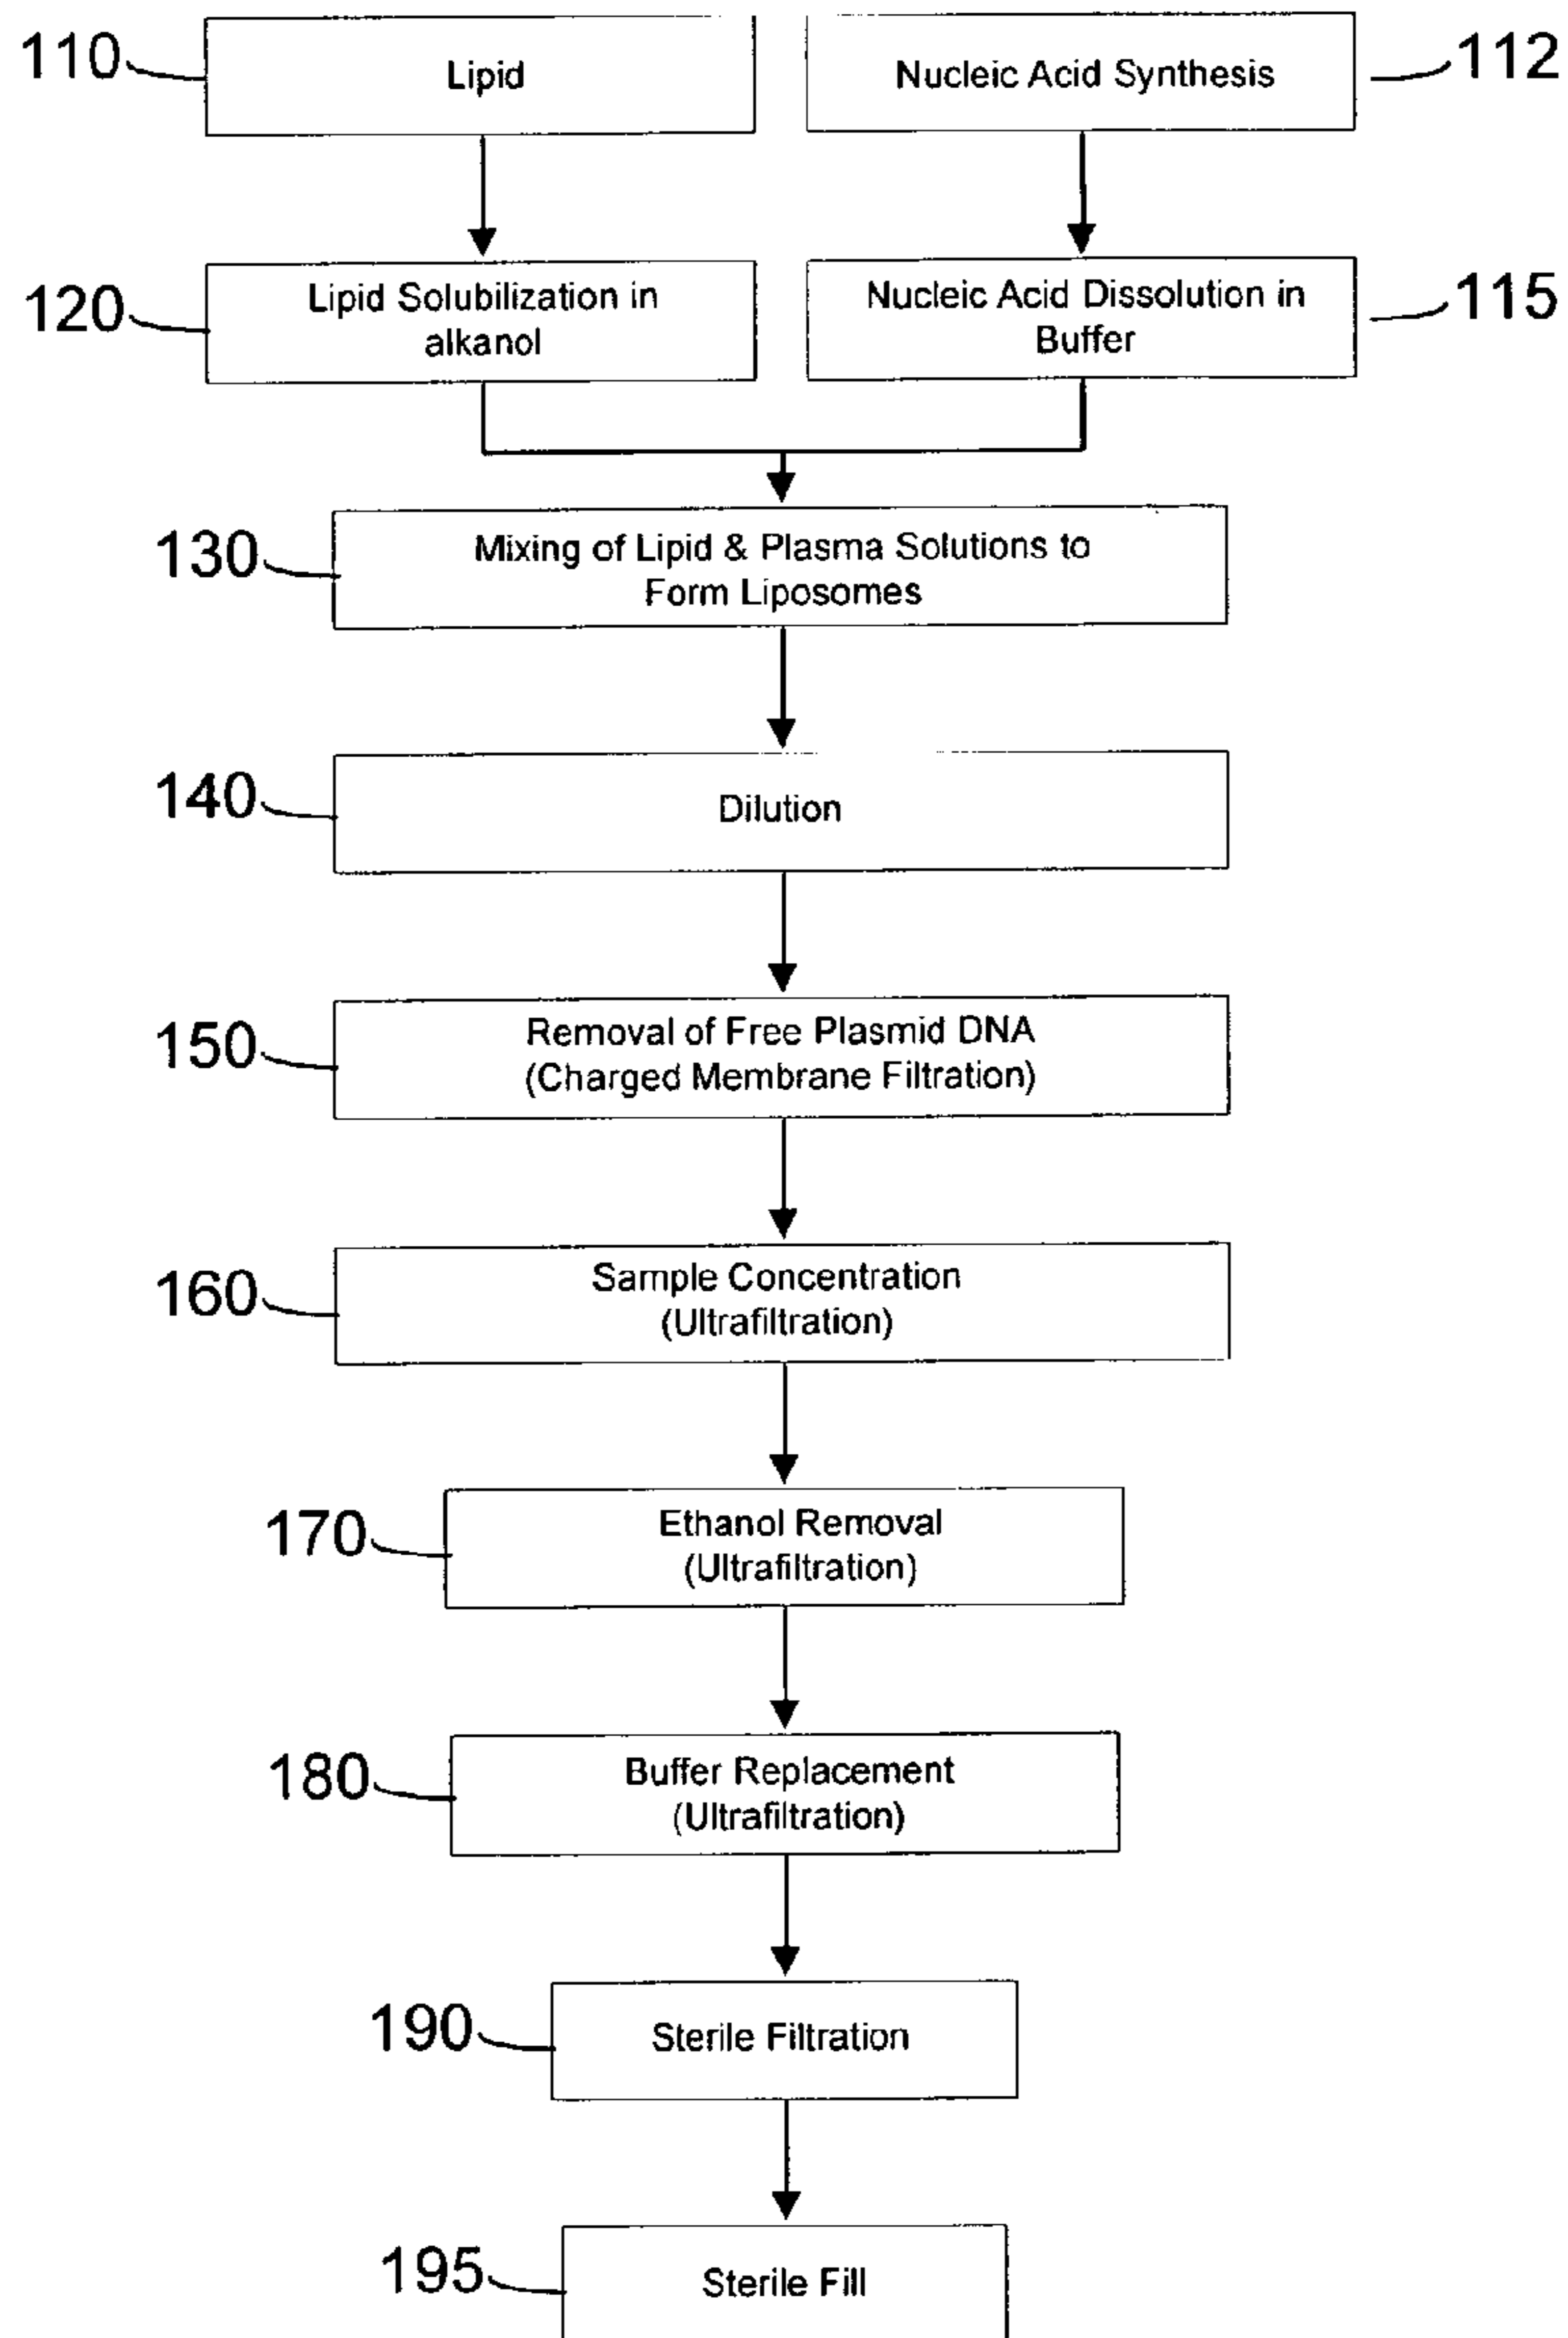 110
Lipid
Nucleic Acid Synthesis
112
120
Lipid Solubilization in
alkanol
Nucleic Acid Dissolution in
Buffer
115
130
Mixing of Lipid & Plasma Solutions to
Form Liposomes
140
Dilution
150
Removal of Free Plasmid DNA
(Charged Membrane Filtration)
160
Sample Concentration
(Ultrafiltration)
170
Ethanol Removal
(Ultrafiltration)
180
Buffer Replacement
(Ultrafiltration)
190
Sterile Filtration
195
Sterile Fill